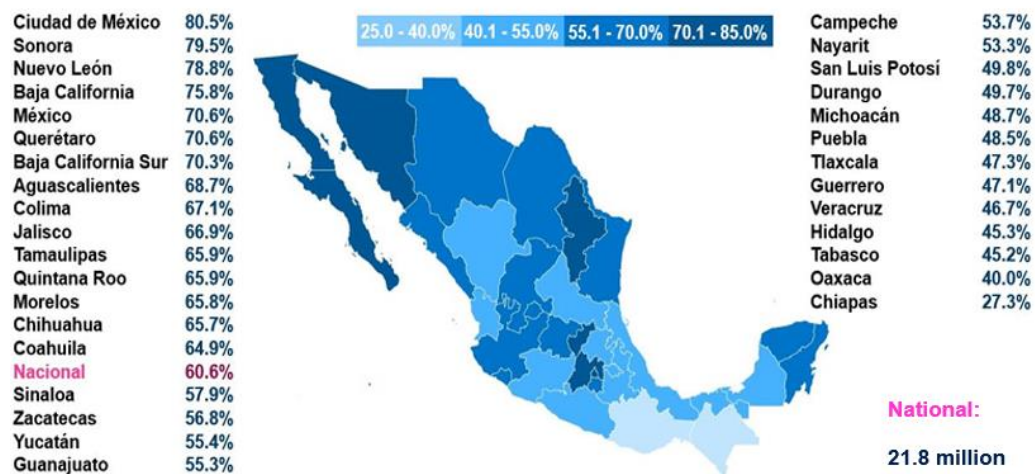 Ciudad de México 80.5%
Sonora 79.5%
Nuevo León 78.8%
Baja California 75.8%
México 70.6%
Querétaro 70.6%
Baja California Sur 70.3%
Aguascalientes 68.7%
Colima 67.1%
Jalisco 66.9%
Tamaulipas 65.9%
Quintana Roo 65.9%
Morelos 65.8%
Chihuahua 65.7%
Coahuila 64.9%
Nacional 60.6%
Sinaloa 57.9%
Zacatecas 56.8%
Yucatán 55.4%
Guanajuato 55.3%
25.0 - 40.0% 40.1 - 55.0% 55.1 - 70.0% 70.1 - 85.0%
Campeche 53.7%
Nayarit 53.3%
San Luis Potosí 49.8%
Durango 49.7%
Michoacán 48.7%
Puebla 48.5%
Tlaxcala 47.3%
Guerrero 47.1%
Veracruz 46.7%
Hidalgo 45.3%
Tabasco 45.2%
Oaxaca 40.0%
Chiapas 27.3%
National:
21.8 million